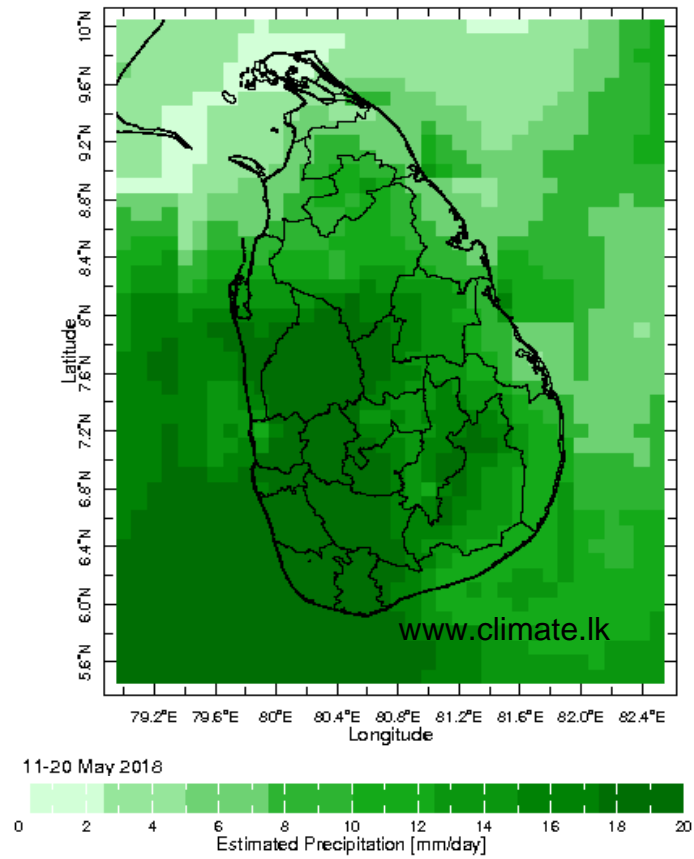 10°N
9.6°N
9.2°N
8.8°N
8.4°N
8°N
7.6°N
7.2°N
6.8°N
6.4°N
6.0°N
5.6°N
Latitude
www.climate.lk
79.2°E 79.6°E 80°E 80.4°E 80.8°E 81.2°E 81.6°E 82.0°E 82.4°E
Longitude
11-20 May 2018
0 2 4 6 8 10 12 14 16 18 20
Estimated Precipitation [mm/day]